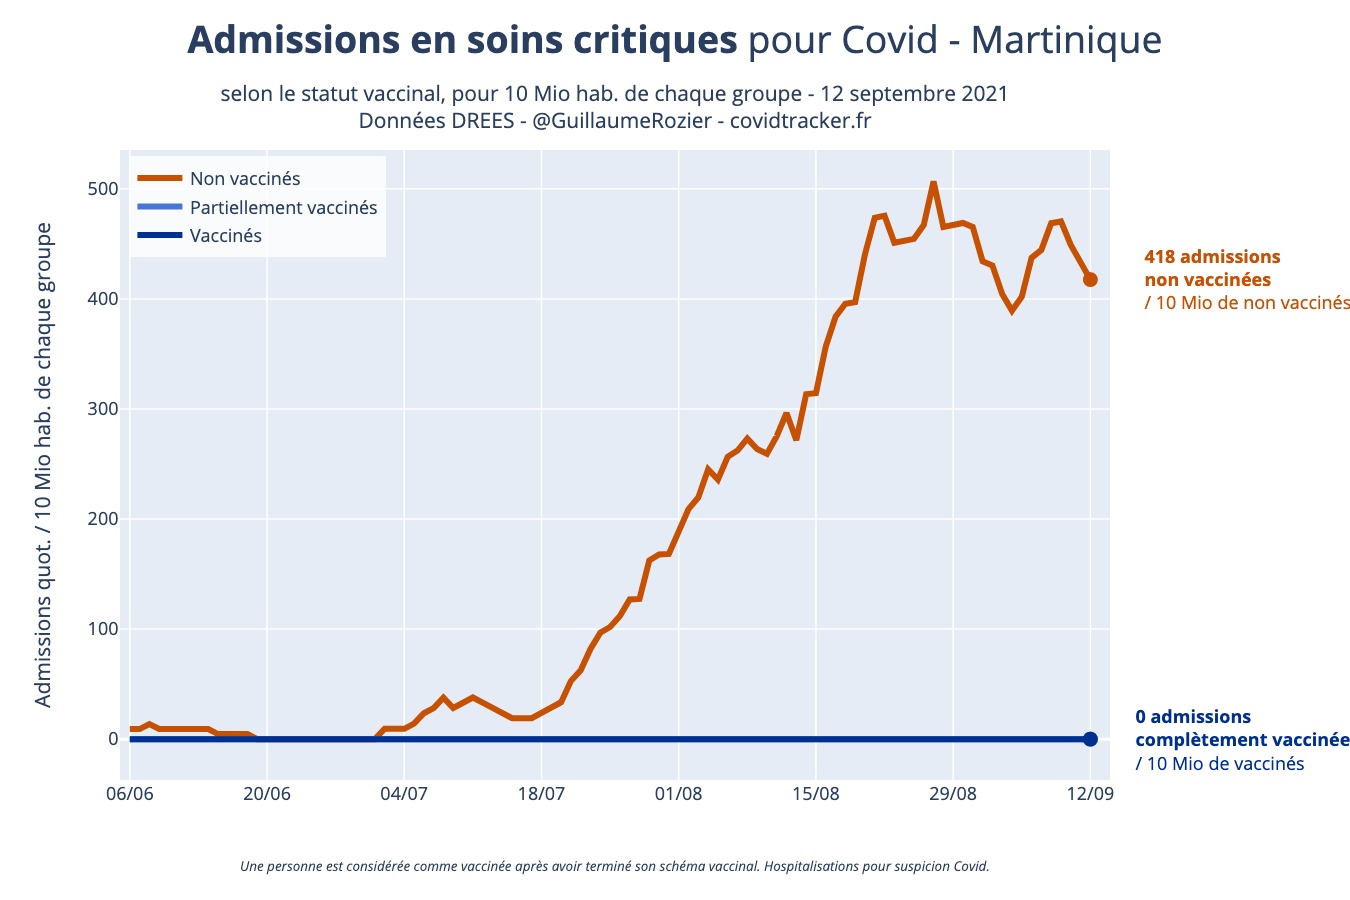 Admissions en soins critiques pour Covid - Martinique
selon le statut vaccinal, pour 10 Mio hab. de chaque groupe - 12 septembre 2021
Données DREES - @GuillaumeRozier - covidtracker.fr
Admissions quot. / 10 Mio hab. de chaque groupe
Non vaccinés
Partiellement vaccinés
Vaccinés
500
400
300
200
100
0
06/06
20/06
04/07
18/07
01/08
15/08
29/08
12/09
418 admissions
non vaccinées
/ 10 Mio de non vaccinés
0 admissions
complètement vaccinée
/ 10 Mio de vaccinés
Une personne est considérée comme vaccinée après avoir terminé son schéma vaccinal. Hospitalisations pour suspicion Covid.